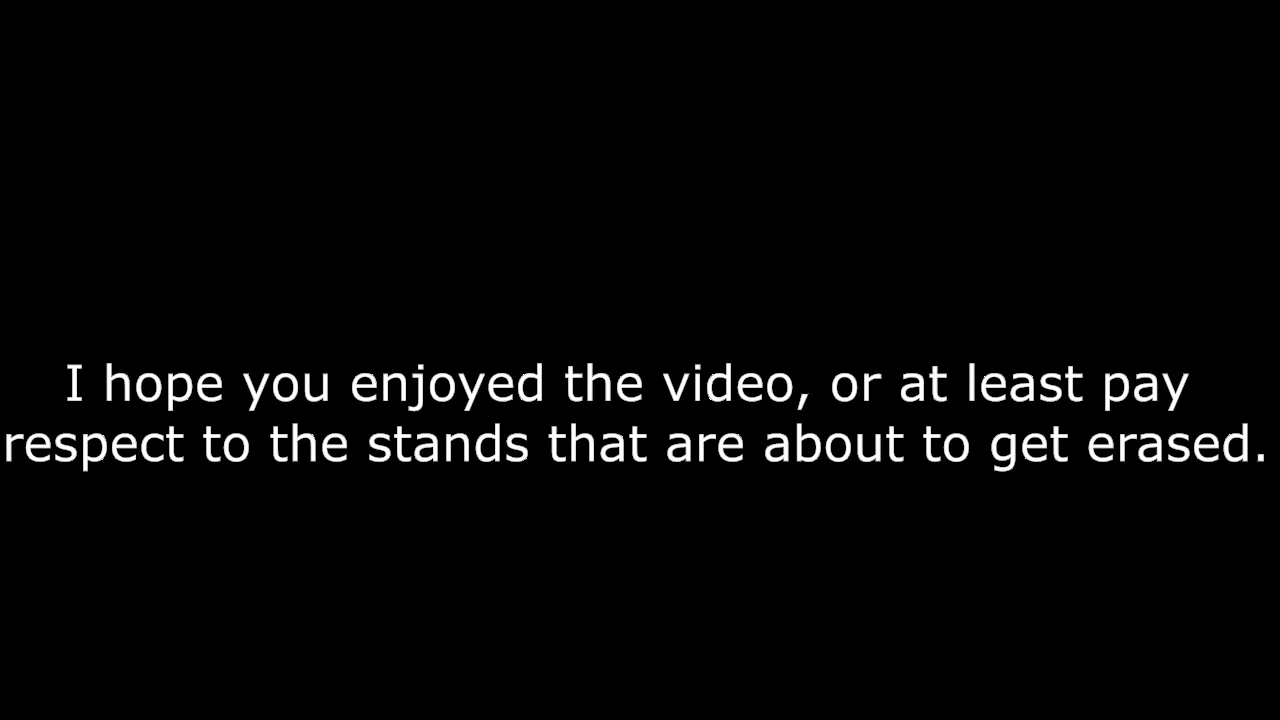 I hope you enjoyed the video, or at least pay
respect to the stands that are about to get erased.